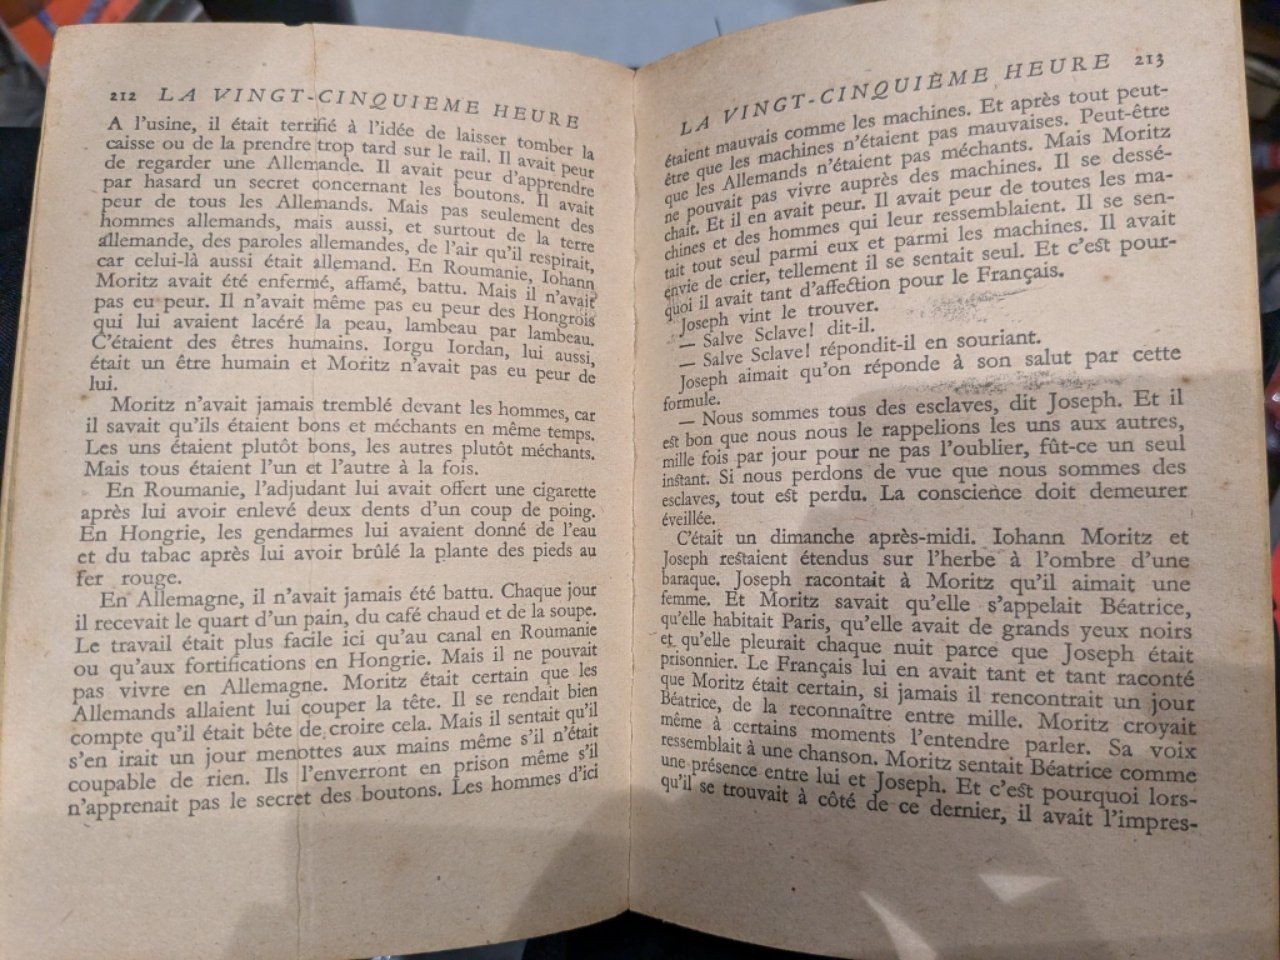 212 LA VINGT-CINQUIÈME HEURE
A l'usine, il était terrifié à l'idée de laisser tomber la
caisse ou de la prendre trop tard sur le rail. Il avait peur
de regarder une Allemande. Il avait peur d'apprendre
par hasard un secret concernant les boutons. Il avait
peur de tous les Allemands. Mais pas seulement des
hommes allemands, mais aussi, et surtout de la terre
allemande, des paroles allemandes, de l'air qu'il respirait,
car celui-là aussi était allemand. En Roumanie, Iohann
Moritz avait été enfermé, affamé, battu. Mais il n'avait
pas eu peur. Il n'avait même pas eu peur des Hongrois
qui lui avaient lacéré la peau, lambeau par lambeau.
C'étaient des êtres humains. Iorgu Iordan, lui aussi,
était un être humain et Moritz n'avait pas eu peur de
lui.
Moritz n'avait jamais tremblé devant les hommes, car
il savait qu'ils étaient bons et méchants en même temps.
Les uns étaient plutôt bons, les autres plutôt méchants.
Mais tous étaient l'un et l'autre à la fois.
En Roumanie, l'adjudant lui avait offert une cigarette
après lui avoir enlevé deux dents d'un coup de poing.
En Hongrie, les gendarmes lui avaient donné de l'eau
et du tabac après lui avoir brûlé la plante des pieds au
fer rouge.
En Allemagne, il n'avait jamais été battu. Chaque jour
il recevait le quart d'un pain, du café chaud et de la soupe.
Le travail était plus facile ici qu'au canal en Roumanie
ou qu'aux fortifications en Hongrie. Mais il ne pouvait
pas vivre en Allemagne. Moritz était certain que les
Allemands allaient lui couper la tête. Il se rendait bien
compte qu'il était bête de croire cela. Mais il sentait qu'il
s'en irait un jour menottes aux mains même s'il n'était
coupable de rien. Ils l'enverront en prison même s'il
n'apprenait pas le secret des boutons. Les hommes d'ici
LA VINGT-CINQUIÈME HEURE 213
étaient mauvais comme les machines. Et après tout peut-
être que les machines n'étaient pas mauvaises. Peut-être
que les Allemands n'étaient pas méchants. Mais Moritz
ne pouvait pas vivre auprès des machines. Il se dessé-
chait. Et il en avait peur. Il avait peur de toutes les ma-
chines et des hommes qui leur ressemblaient. Il se sen-
tait tout seul parmi eux et parmi les machines. Il avait
envie de crier, tellement il se sentait seul. Et c'est pour-
quoi il avait tant d'affection pour le Français.
Joseph vint le trouver.
— Salve Sclave! dit-il.
— Salve Sclave! répondit-il en souriant.
Joseph aimait qu'on réponde à son salut par cette
formule.
— Nous sommes tous des esclaves, dit Joseph. Et il
est bon que nous nous le rappelions les uns aux autres,
mille fois par jour pour ne pas l'oublier, fût-ce un seul
instant. Si nous perdons de vue que nous sommes des
esclaves, tout est perdu. La conscience doit demeurer
éveillée.
C'était un dimanche après-midi. Iohann Moritz et
Joseph restaient étendus sur l'herbe à l'ombre d'une
baraque. Joseph racontait à Moritz qu'il aimait une
femme. Et Moritz savait qu'elle s'appelait Béatrice,
qu'elle habitait Paris, qu'elle avait de grands yeux noirs
et qu'elle pleurait chaque nuit parce que Joseph était
prisonnier. Le Français lui en avait tant et tant raconté
que Moritz était certain, si jamais il rencontrait un jour
Béatrice, de la reconnaître entre mille. Moritz croyait
même à certains moments l'entendre parler. Sa voix
ressemblait à une chanson. Moritz sentait Béatrice comme
une présence entre lui et Joseph. Et c'est pourquoi lors-
qu'il se trouvait à côté de ce dernier, il avait l'impres-